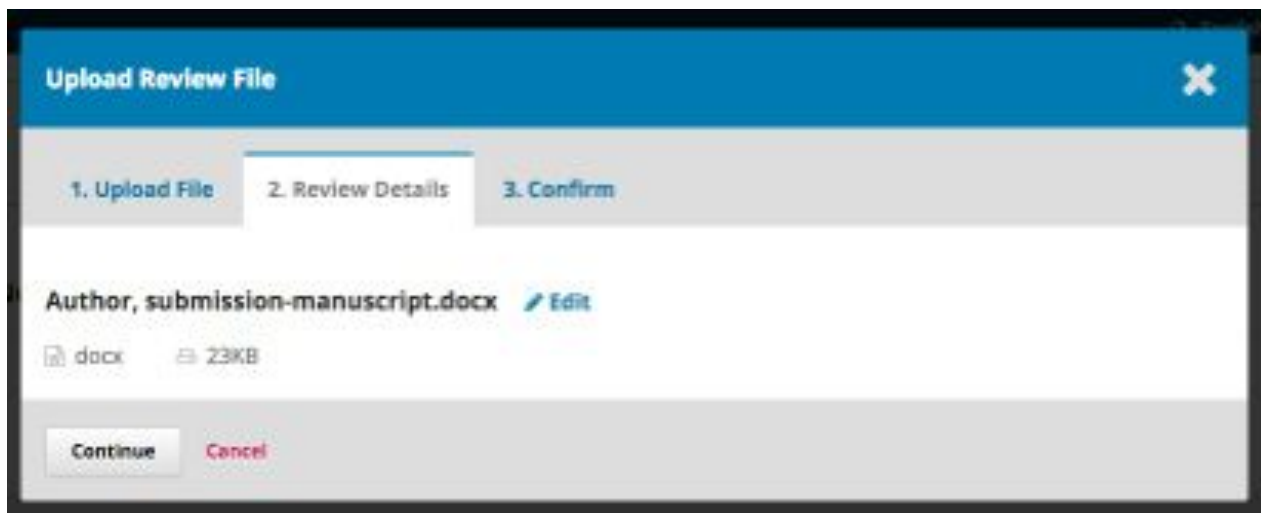 Upload Review File
1. Upload File 2. Review Details 3. Confirm
Author, submission-manuscript.docx Edit
docx 23KB
Continue Cancel